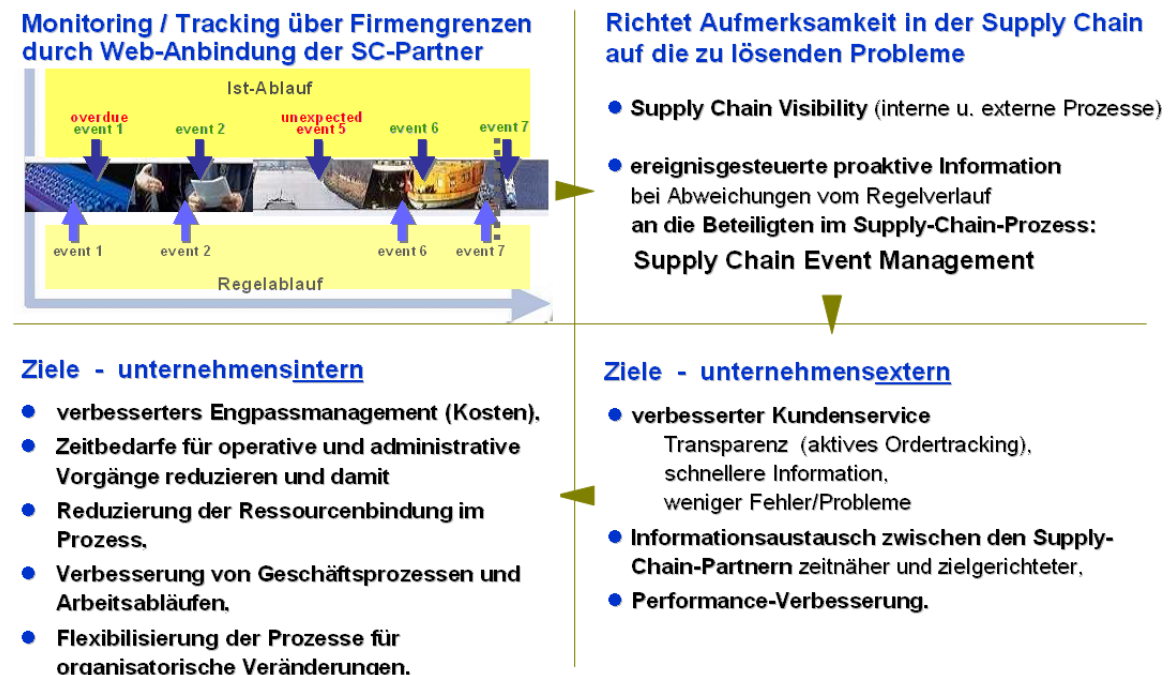 Monitoring / Tracking über Firmengrenzen
durch Web-Anbindung der SC-Partner
Ist-Ablauf
overdue
event 1
event 2
unexpected
event 5
event 6
event 7
event 1
event 2
event 6
event 7
Regelablauf
Richtet Aufmerksamkeit in der Supply Chain
auf die zu lösenden Probleme
Supply Chain Visibility (interne u. externe Prozesse)
ereignisgesteuerte proaktive Information
bei Abweichungen vom Regelverlauf
an die Beteiligten im Supply-Chain-Prozess:
Supply Chain Event Management
Ziele - unternehmensintern
verbesserters Engpassmanagement (Kosten).
Zeitbedarfe für operative und administrative
Vorgänge reduzieren und damit
Reduzierung der Ressourcenbindung im
Prozess,
Verbesserung von Geschäftsprozessen und
Arbeitsabläufen,
Flexibilisierung der Prozesse für
organisatorische Veränderungen.
Ziele - unternehmensextern
verbesserter Kundenservice
Transparenz (aktives Ordertracking),
schnellere Information,
weniger Fehler/Probleme
Informationsaustausch zwischen den Supply-
Chain-Partnern zeitnäher und zielgerichteter,
Performance-Verbesserung.